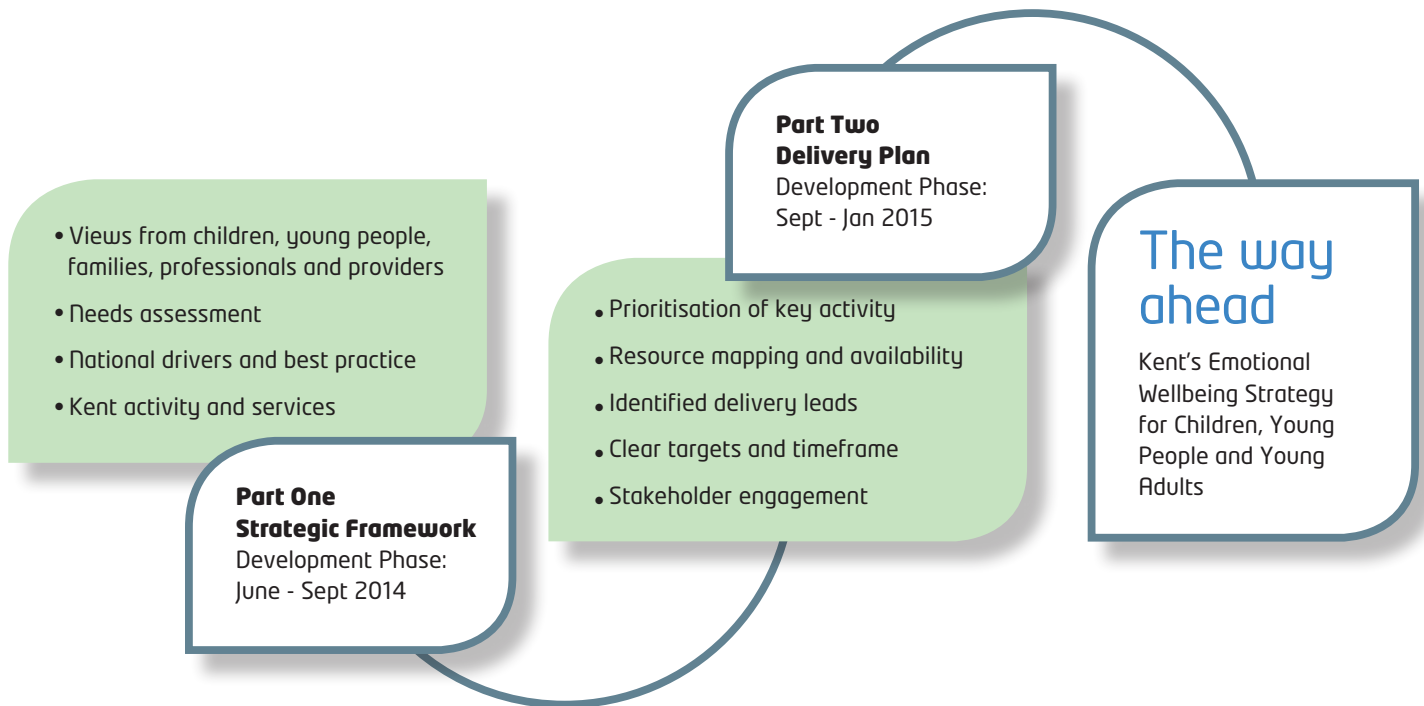 • Views from children, young people,
families, professionals and providers
• Needs assessment
• National drivers and best practice
• Kent activity and services
Part One
Strategic Framework
Development Phase:
June - Sept 2014
Part Two
Delivery Plan
Development Phase:
Sept - Jan 2015
• Prioritisation of key activity
• Resource mapping and availability
• Identified delivery leads
• Clear targets and timeframe
• Stakeholder engagement
The way
ahead
Kent's Emotional
Wellbeing Strategy
for Children, Young
People and Young
Adults